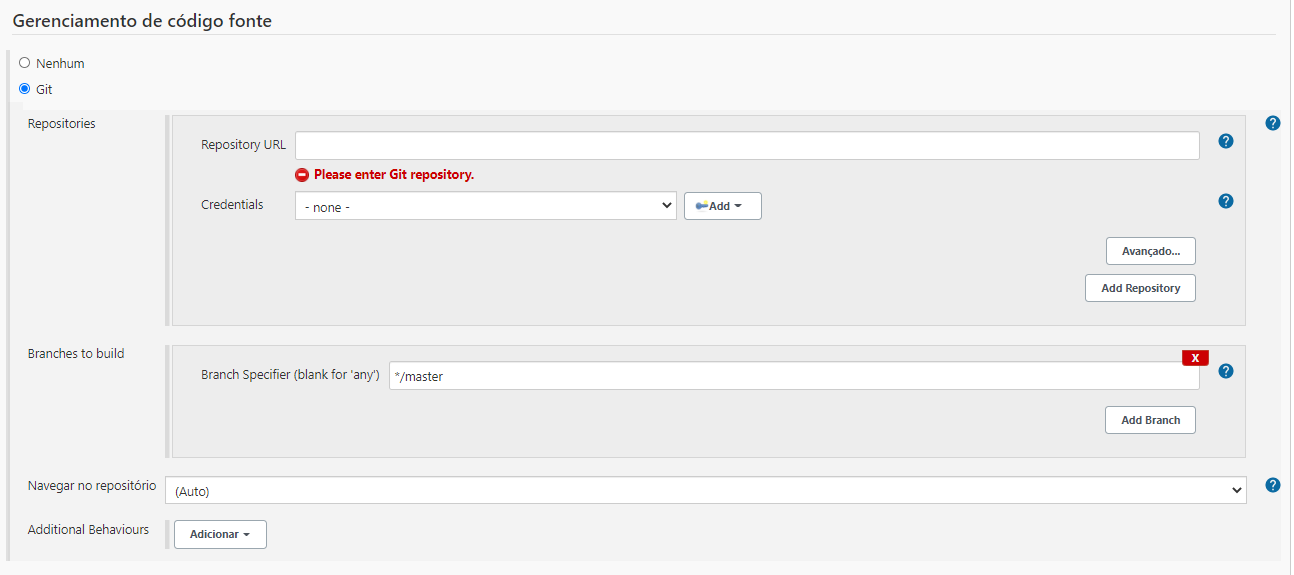 Gerenciamento de código fonte
Nenhum
Git
Repositories
?
Repository URL
?
Please enter Git repository.
Credentials
- none -
Add
?
Avançado...
Add Repository
Branches to build
X
Branch Specifier (blank for 'any')
*/master
?
Add Branch
Navegar no repositório
(Auto)
?
Additional Behaviours
Adicionar